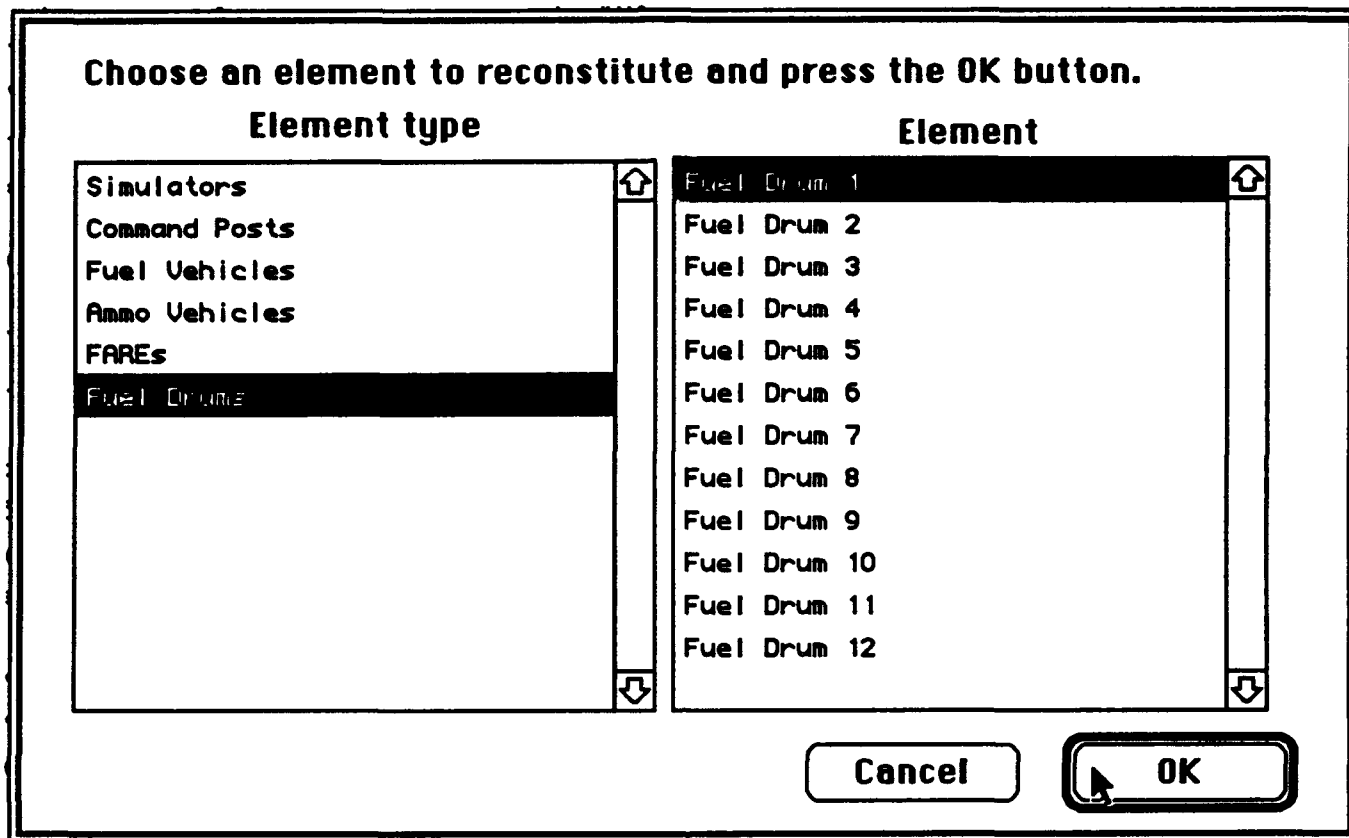 Choose an element to reconstitute and press the OK button.
Element type
Simulators
Command Posts
Fuel Vehicles
Ammo Vehicles
FAREs
Fuel Drums
Element
Fuel Drum 1
Fuel Drum 2
Fuel Drum 3
Fuel Drum 4
Fuel Drum 5
Fuel Drum 6
Fuel Drum 7
Fuel Drum 8
Fuel Drum 9
Fuel Drum 10
Fuel Drum 11
Fuel Drum 12
Cancel
OK